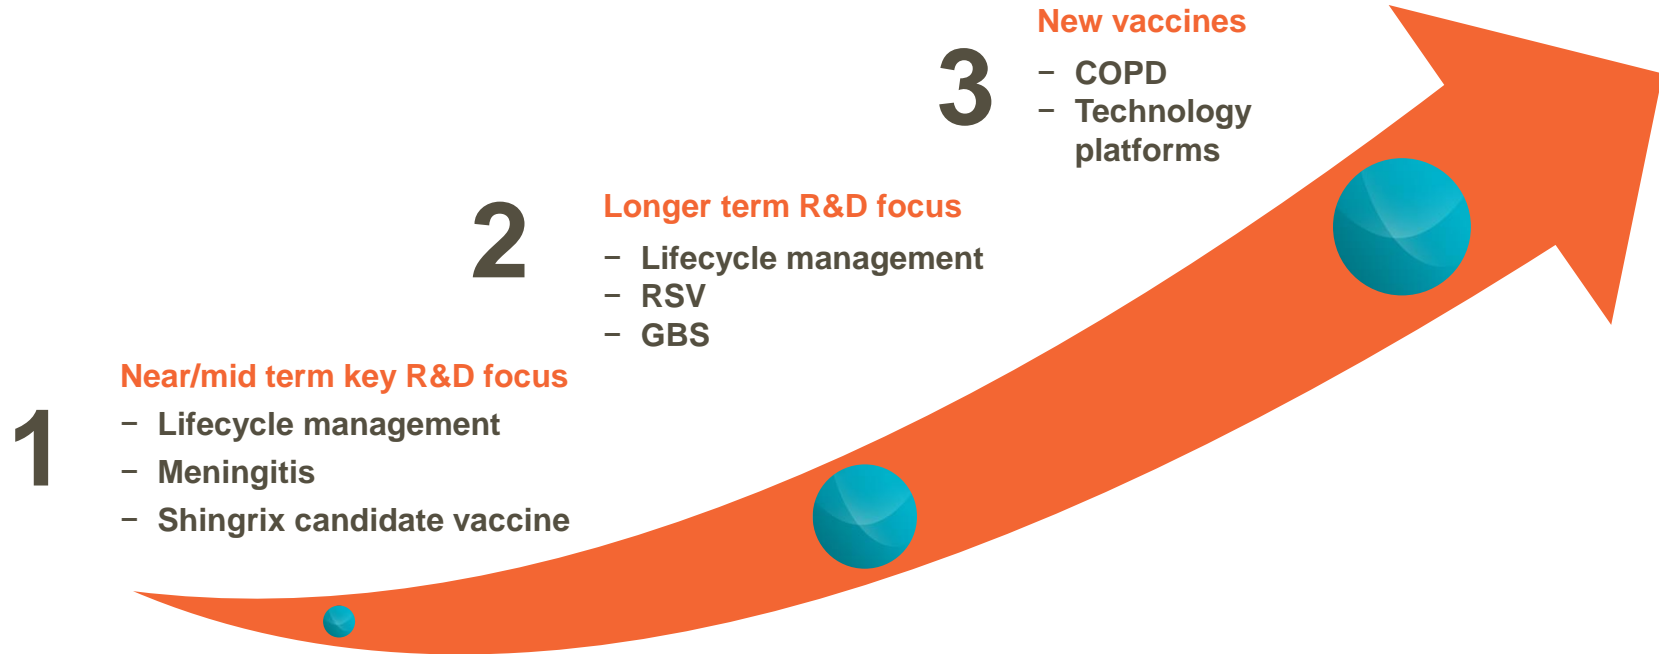 1
Near/mid term key R&D focus
− Lifecycle management
− Meningitis
− Shingrix candidate vaccine
2
Longer term R&D focus
− Lifecycle management
− RSV
− GBS
3
New vaccines
− COPD
− Technology
platforms